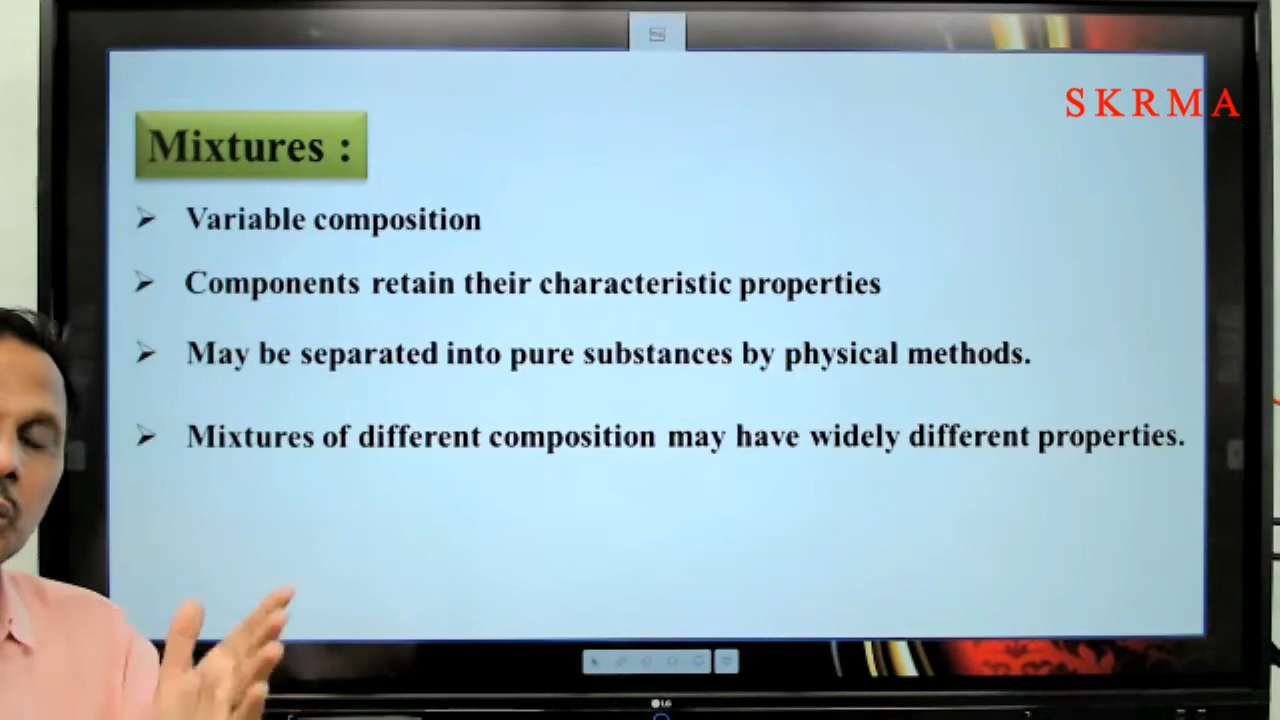 S K R M A
Mixtures :
Variable composition
Components retain their characteristic properties
May be separated into pure substances by physical methods.
Mixtures of different composition may have widely different properties.
LG